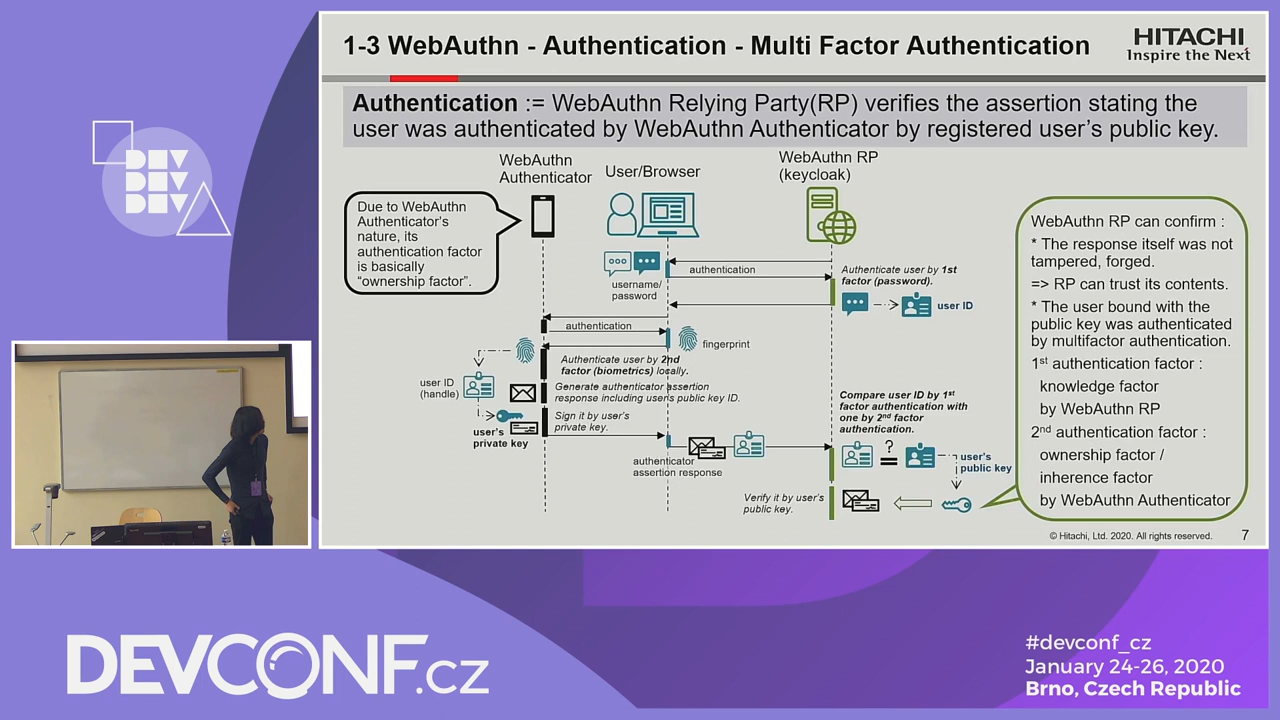 1-3 WebAuthn - Authentication - Multi Factor Authentication
HITACHI
Inspire the Next
Authentication := WebAuthn Relying Party(RP) verifies the assertion stating the
user was authenticated by WebAuthn Authenticator by registered user's public key.
WebAuthn
Authenticator
User/Browser
WebAuthn RP
(keycloak)
Due to WebAuthn
Authenticator's
nature, its
authentication factor
is basically
"ownership factor".
username/
password
authentication
Authenticate user by 1st
factor (password).
user ID
authentication
fingerprint
Authenticate user by 2nd
factor (biometrics) locally.
user ID
(handle)
Generate authenticator assertion
response including user's public key ID.
Sign it by user's
private key.
user's
private key
authenticator
assertion response
Compare user ID by 1st
factor authentication with
one by 2nd factor
authentication.
?
=
user's
public key
Verify it by user's
public key.
WebAuthn RP can confirm :
* The response itself was not
tampered, forged.
=> RP can trust its contents.
* The user bound with the
public key was authenticated
by multifactor authentication.
1st authentication factor :
knowledge factor
by WebAuthn RP
2nd authentication factor :
ownership factor /
inherence factor
by WebAuthn Authenticator
© Hitachi, Ltd. 2020. All rights reserved.
7
DEV
DEV
DEV
DEVCONF.cz
#devconf_cz
January 24-26, 2020
Brno, Czech Republic